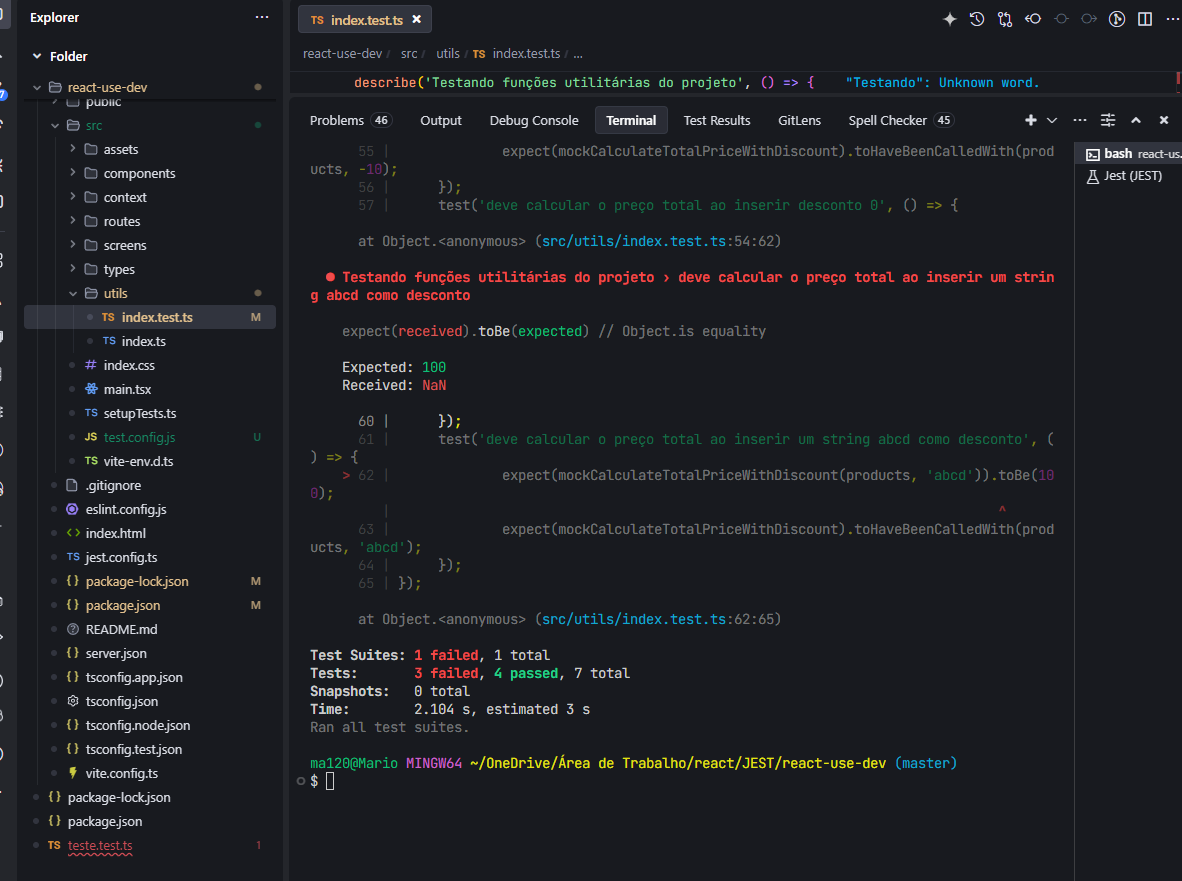 Explorer
Folder
react-use-dev
public
src
assets
components
context
routes
screens
types
utils
TS index.test.ts M
TS index.ts
# index.css
main.tsx
TS setupTests.ts
JS test.config.js U
TS vite-env.d.ts
.gitignore
eslint.config.js
<> index.html
TS jest.config.ts
{} package-lock.json M
{} package.json M
README.md
{} server.json
{} tsconfig.app.json
tsconfig.json
{} tsconfig.node.json
{} tsconfig.test.json
vite.config.ts
{} package-lock.json
{} package.json
TS teste.test.ts 1
TS index.test.ts
react-use-dev / src / utils / TS index.test.ts / ...
describe('Testando funções utilitárias do projeto', () => { "Testando": Unknown word.
Problems 46 Output Debug Console Terminal Test Results GitLens Spell Checker 45
55 | expect(mockCalculateTotalPriceWithDiscount).toHaveBeenCalledWith(prod
ucts, -10);
56 | });
57 | test('deve calcular o preço total ao inserir desconto 0', () => {
at Object.<anonymous> (src/utils/index.test.ts:54:62)
● Testando funções utilitárias do projeto › deve calcular o preço total ao inserir um strin
g abcd como desconto
expect(received).toBe(expected) // Object.is equality
Expected: 100
Received: NaN
60 | });
61 | test('deve calcular o preço total ao inserir um string abcd como desconto', (
) => {
> 62 | expect(mockCalculateTotalPriceWithDiscount(products, 'abcd')).toBe(10
0);
| ^
63 | expect(mockCalculateTotalPriceWithDiscount).toHaveBeenCalledWith(prod
ucts, 'abcd');
64 | });
65 | });
at Object.<anonymous> (src/utils/index.test.ts:62:65)
Test Suites: 1 failed, 1 total
Tests: 3 failed, 4 passed, 7 total
Snapshots: 0 total
Time: 2.104 s, estimated 3 s
Ran all test suites.
ma120@Mario MINGW64 ~/OneDrive/Área de Trabalho/react/JEST/react-use-dev (master)
$
bash react-us.
Jest (JEST)